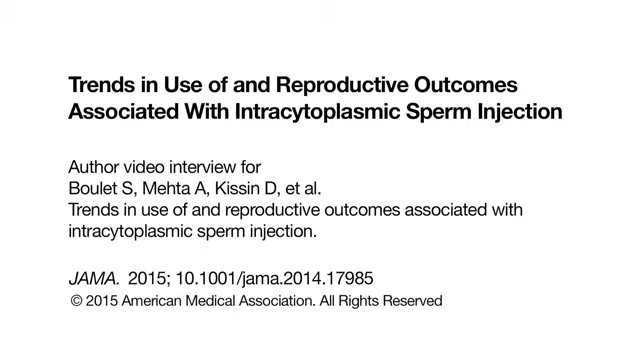 Trends in Use of and Reproductive Outcomes
Associated With Intracytoplasmic Sperm Injection
Author video interview for
Boulet S, Mehta A, Kissin D, et al.
Trends in use of and reproductive outcomes associated with
intracytoplasmic sperm injection.
JAMA. 2015; 10.1001/jama.2014.17985
© 2015 American Medical Association. All Rights Reserved